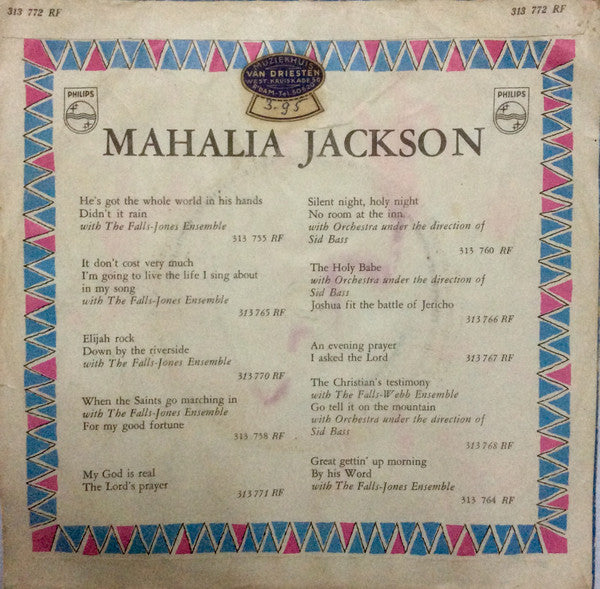 313 772 RF
313 772 RF
MUZIEKHUIS
VAN DRIESTEN
WEST. KRUISKADE
R'DAM-Tel.
3.95
PHILIPS
PHILIPS
MAHALIA JACKSON
He's got the whole world in his hands
Didn't it rain
with The Falls-Jones Ensemble
313 755 RF
It don't cost very much
I'm going to live the life I sing about
in my song
with The Falls-Jones Ensemble
313 765 RF
Elijah rock
Down by the riverside
with The Falls-Jones Ensemble
313 770 RF
When the Saints go marching in
with The Falls-Jones Ensemble
For my good fortune
313 758 RF
My God is real
The Lord's prayer
313 771 RF
Silent night, holy night
No room at the inn
with Orchestra under the direction of
Sid Bass
313 760 RF
The Holy Babe
with Orchestra under the direction of
Sid Bass
Joshua fit the battle of Jericho
313 766 RF
An evening prayer
I asked the Lord
313 767 RF
The Christian's testimony
with The Falls-Webb Ensemble
Go tell it on the mountain
with Orchestra under the direction of
Sid Bass
313 768 RF
Great gettin' up morning
By his Word
with The Falls-Jones Ensemble
313 764 RF